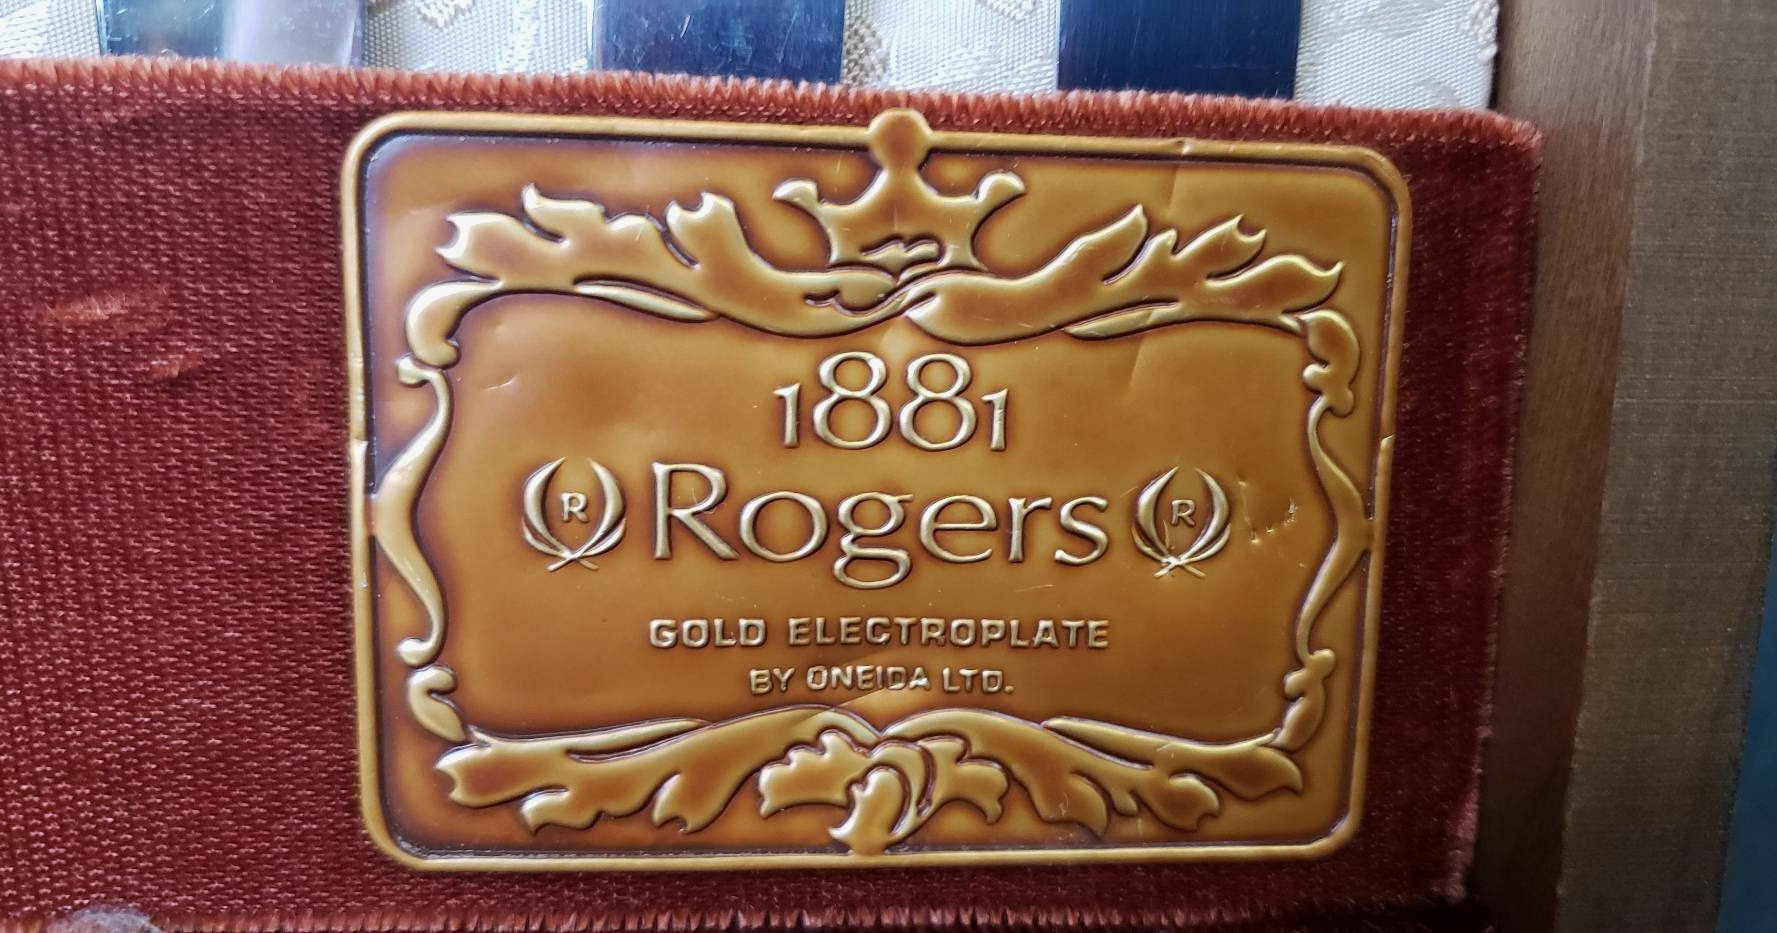 1881
R Rogers R
GOLD ELECTROPLATE
BY ONEIDA LTD.